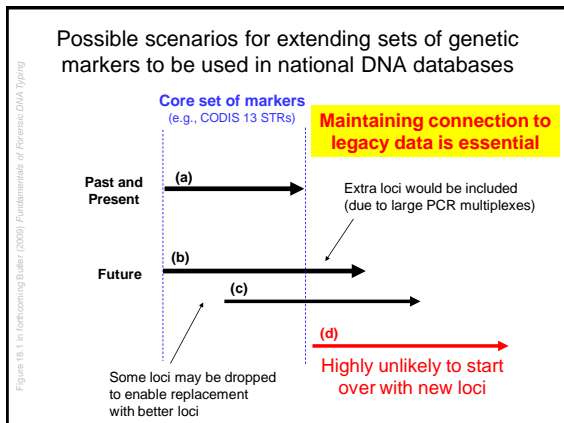 Possible scenarios for extending sets of genetic
markers to be used in national DNA databases
Core set of markers
(e.g., CODIS 13 STRs)
Maintaining connection to
legacy data is essential
Past and
Present
(a)
Extra loci would be included
(due to large PCR multiplexes)
Future
(b)
(c)
(d)
Highly unlikely to start
over with new loci
Some loci may be dropped
to enable replacement
with better loci
Figure 18.1 in forthcoming Butler (2009) Fundamentals of Forensic DNA Typing